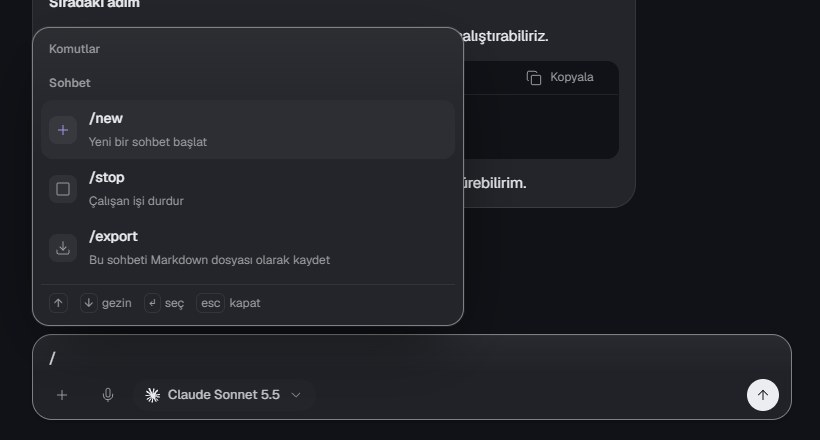 Sıradaki adım
alıştırabiliriz.
Komutlar
Kopyala
Sohbet
/new
Yeni bir sohbet başlat
/stop
Çalışan işi durdur
ürebilirim.
/export
Bu sohbeti Markdown dosyası olarak kaydet
↑ ↓ gezin ↵ seç esc kapat
/
Claude Sonnet 5.5